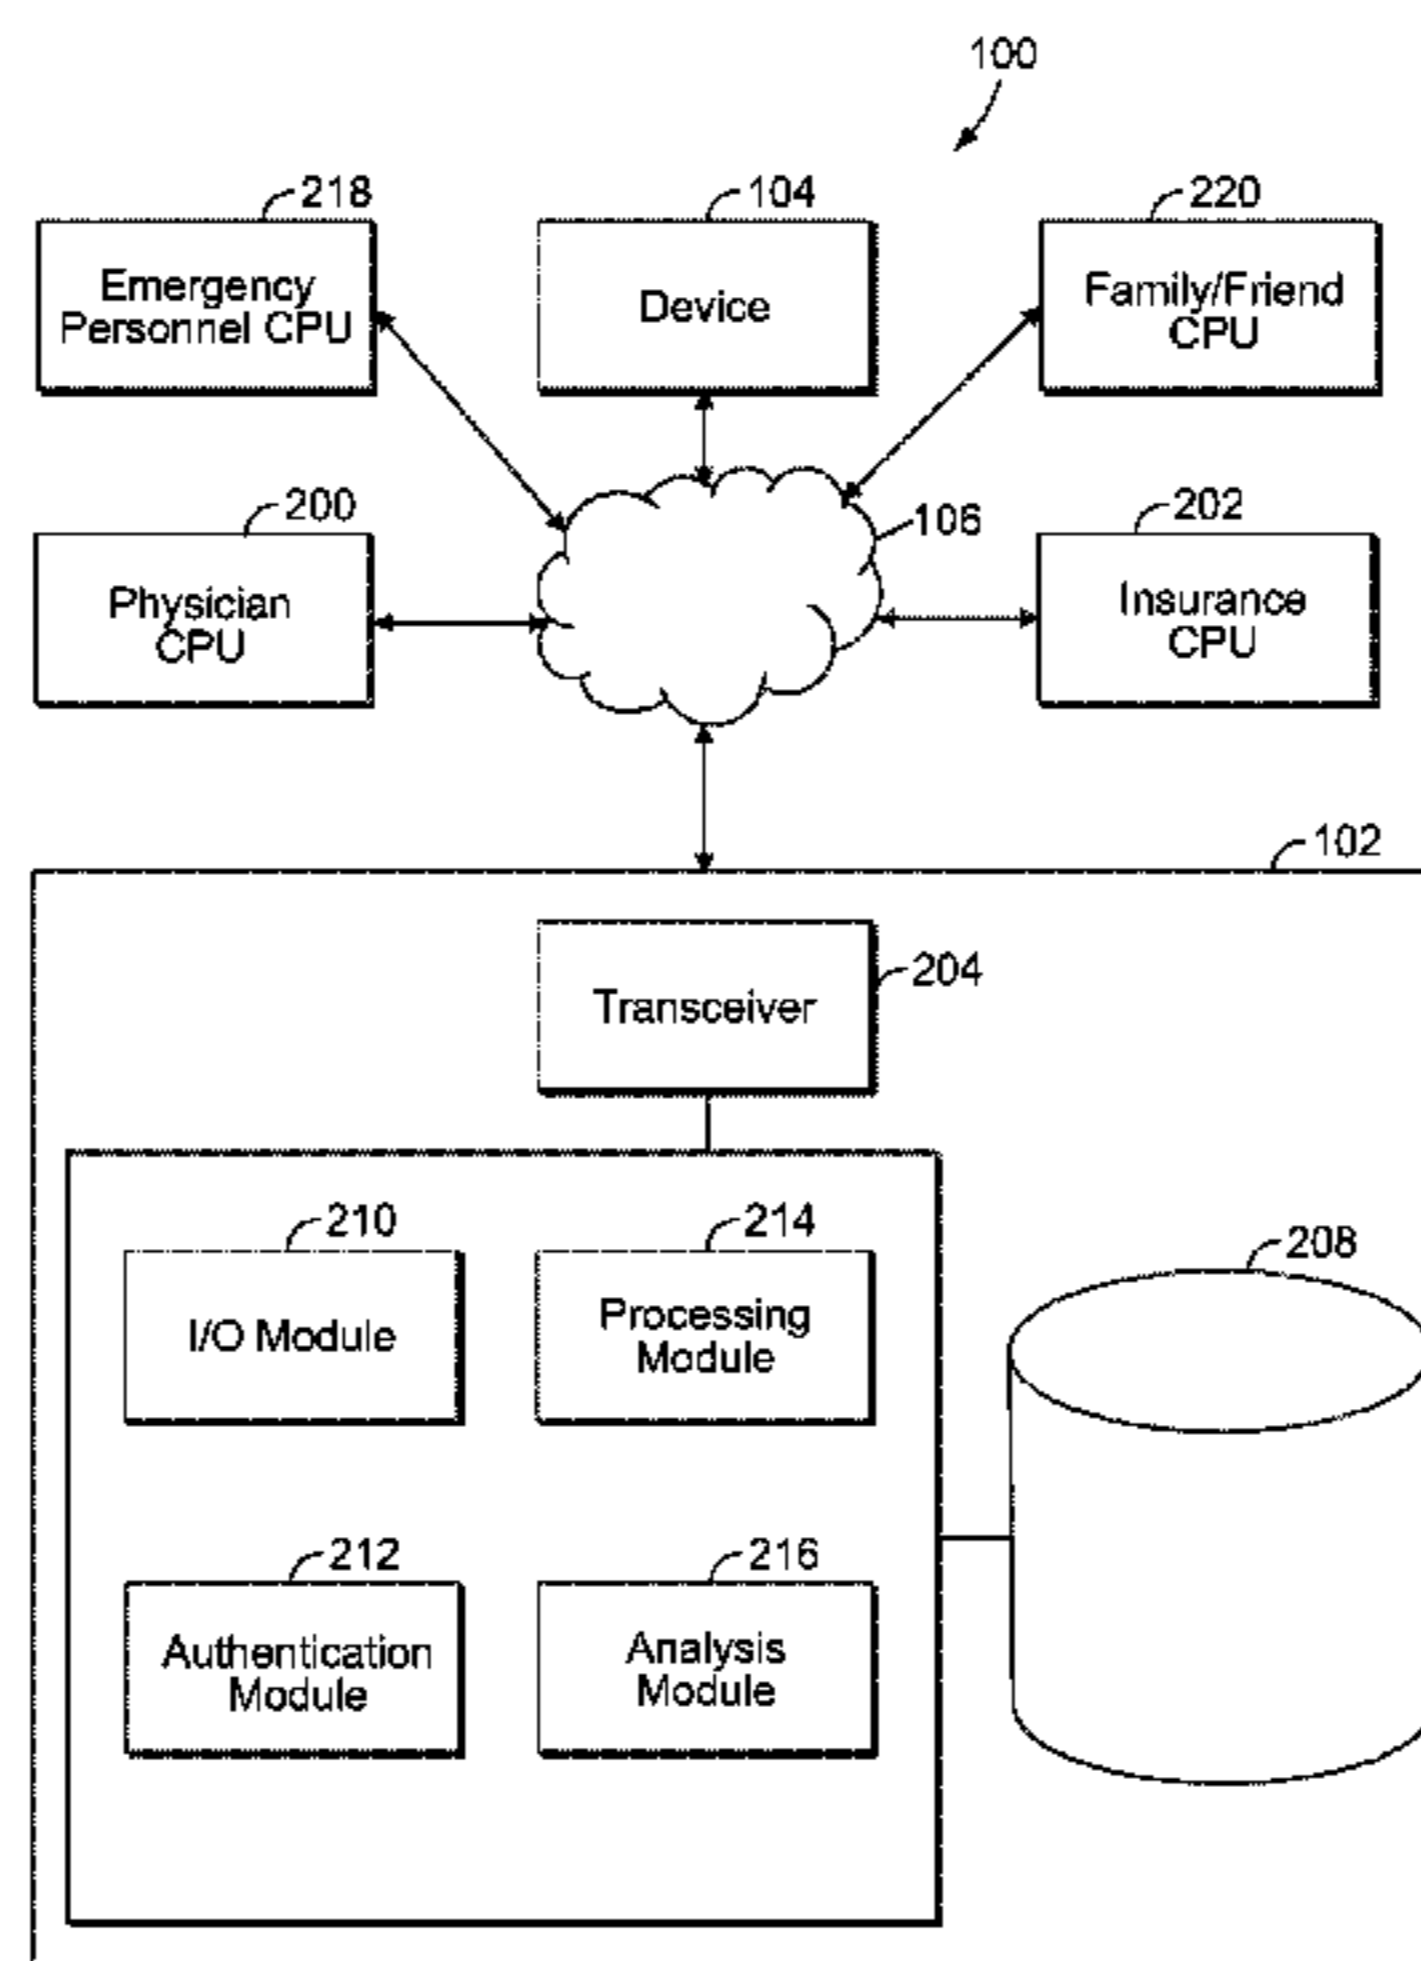 100
218
104
220
Emergency
Personnel CPU
Device
Family/Friend
CPU
200
106
202
Physician
CPU
Insurance
CPU
102
Transceiver
204
210
214
208
I/O Module
Processing
Module
212
216
Authentication
Module
Analysis
Module